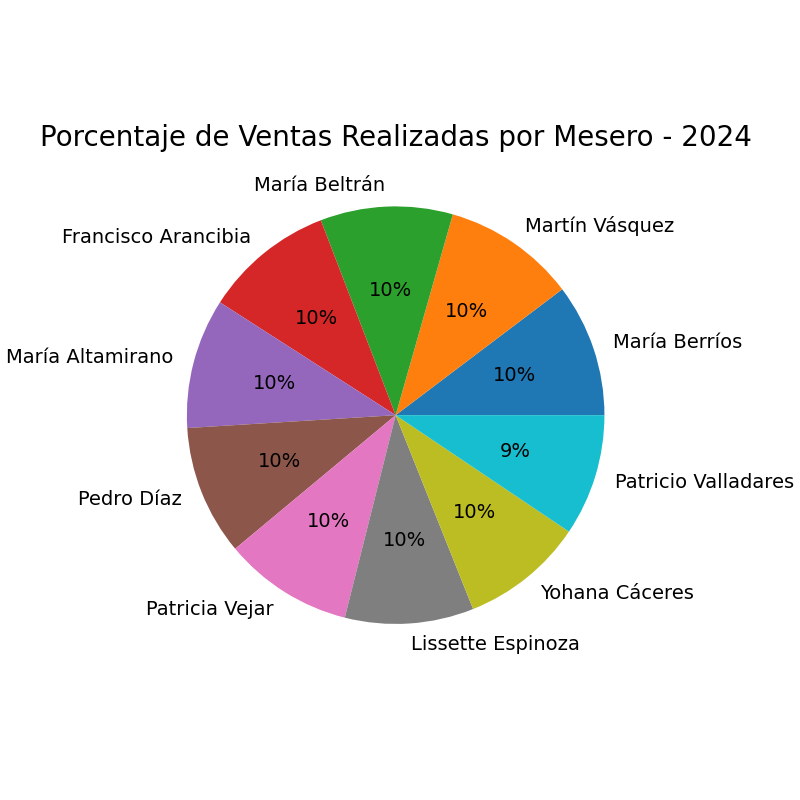 Porcentaje de Ventas Realizadas por Mesero - 2024
María Beltrán
Martín Vásquez
Francisco Arancibia
10%
10%
10%
María Berríos
María Altamirano
10%
10%
10%
9%
Patricio Valladares
Pedro Díaz
10%
10%
10%
10%
Yohana Cáceres
Patricia Vejar
Lissette Espinoza